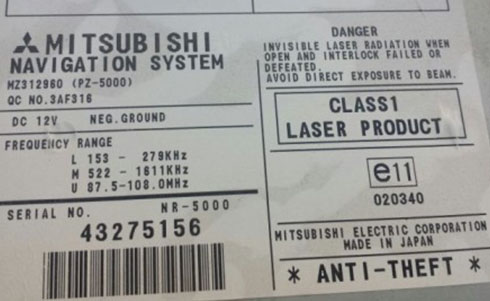 MITSUBISHI
NAVIGATION SYSTEM
MZ312960 (PZ-5000)
QC NO.3AF316
DC 12V NEG.GROUND
FREQUENCY RANGE
L 153 - 279KHz
M 522 - 1611KHz
U 87.5-108.0MHz
SERIAL NO. NR-5000
43275156
DANGER
INVISIBLE LASER RADIATION WHEN
OPEN AND INTERLOCK FAILED OR
DEFEATED.
AVOID DIRECT EXPOSURE TO BEAM.
CLASS1
LASER PRODUCT
e11
020340
MITSUBISHI ELECTRIC CORPORATION
MADE IN JAPAN
* ANTI-THEFT *